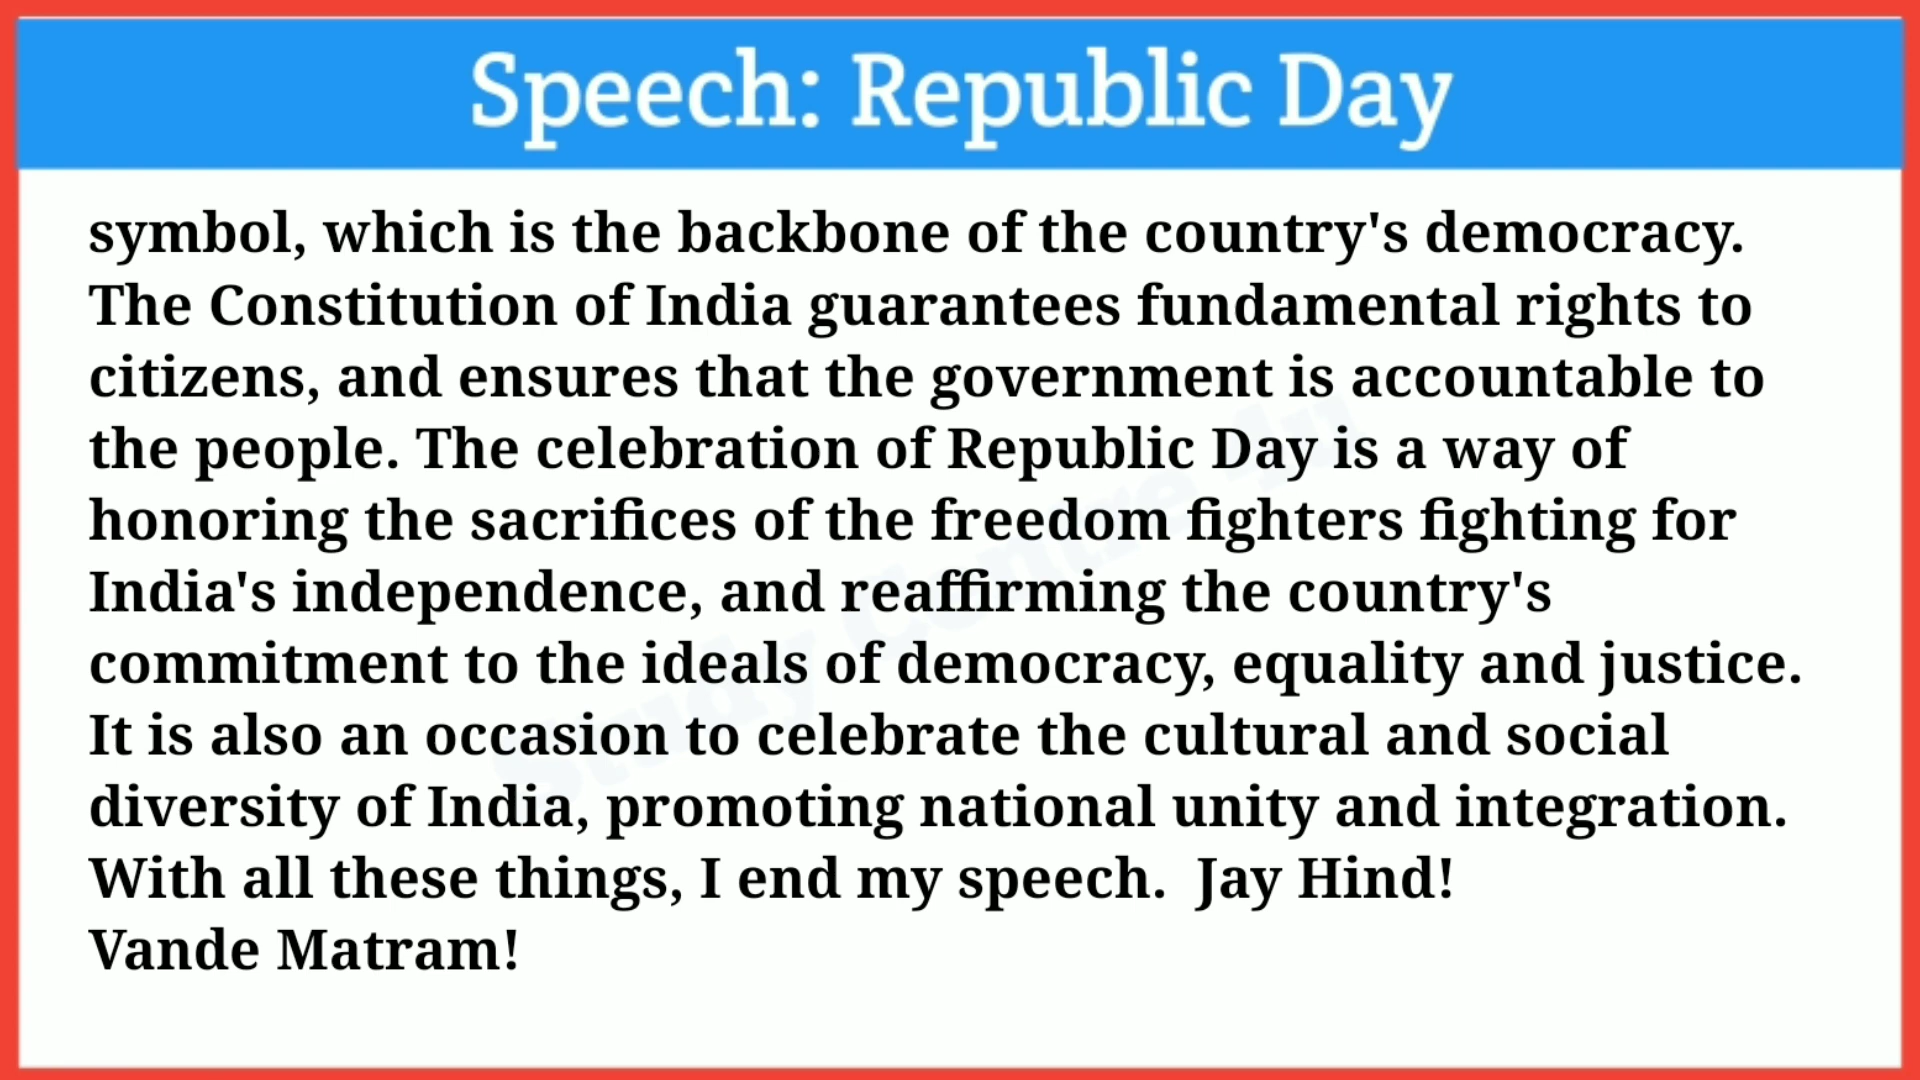 Speech: Republic Day
symbol, which is the backbone of the country's democracy.
The Constitution of India guarantees fundamental rights to
citizens, and ensures that the government is accountable to
the people. The celebration of Republic Day is a way of
honoring the sacrifices of the freedom fighters fighting for
India's independence, and reaffirming the country's
commitment to the ideals of democracy, equality and justice.
It is also an occasion to celebrate the cultural and social
diversity of India, promoting national unity and integration.
With all these things, I end my speech.  Jay Hind!
Vande Matram!
Study Centre 4u